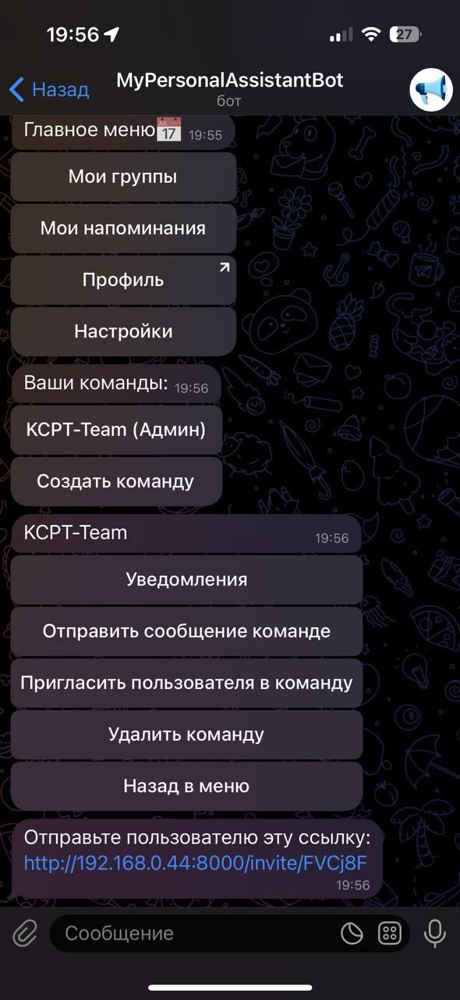 19:56
27
Назад
MyPersonalAssistantBot
бот
Главное меню
JUL
17
19:55
Мои группы
Мои напоминания
Профиль
Настройки
Ваши команды: 19:56
KCPT-Team (Админ)
Создать команду
KCPT-Team 19:56
Уведомления
Отправить сообщение команде
Пригласить пользователя в команду
Удалить команду
Назад в меню
Отправьте пользователю эту ссылку:
http://192.168.0.44:8000/invite/FVCj8F
19:56
Сообщение